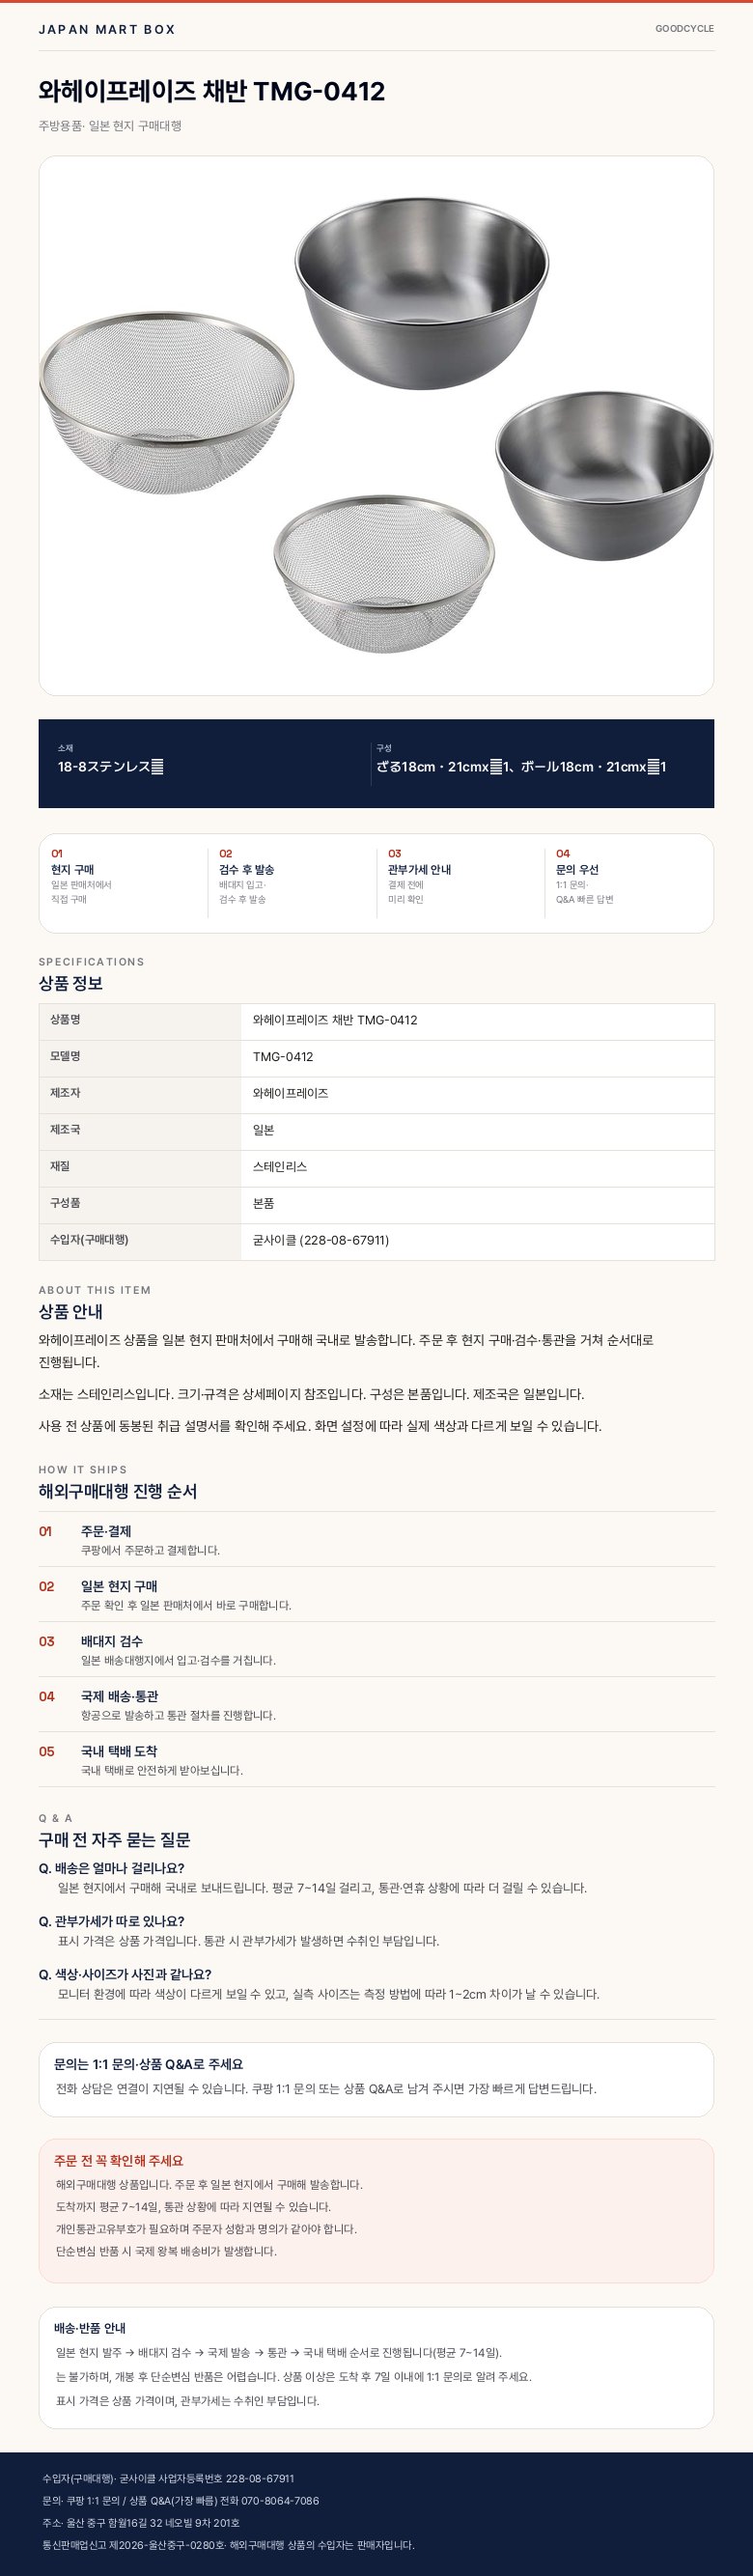 JAPAN MART BOX
GOODCYCLE
와헤이프레이즈 채반 TMG-0412
주방용품· 일본 현지 구매대행
소재
18-8ステンレス
구성
ざる18cm・21cmx 1、ボール18cm・21cmx 1
01
현지 구매
일본 판매처에서
직접 구매
02
검수 후 발송
배대지 입고·
검수 후 발송
03
관부가세 안내
결제 전에
미리 확인
04
문의 우선
1:1 문의·
Q&A 빠른 답변
SPECIFICATIONS
상품 정보
상품명 와헤이프레이즈 채반 TMG-0412
모델명 TMG-0412
제조자 와헤이프레이즈
제조국 일본
재질 스테인리스
구성품 본품
수입자(구매대행) 굳사이클 (228-08-67911)
ABOUT THIS ITEM
상품 안내
와헤이프레이즈 상품을 일본 현지 판매처에서 구매해 국내로 발송합니다. 주문 후 현지 구매·검수·통관을 거쳐 순서대로
진행됩니다.
소재는 스테인리스입니다. 크기·규격은 상세페이지 참조입니다. 구성은 본품입니다. 제조국은 일본입니다.
사용 전 상품에 동봉된 취급 설명서를 확인해 주세요. 화면 설정에 따라 실제 색상과 다르게 보일 수 있습니다.
HOW IT SHIPS
해외구매대행 진행 순서
01 주문·결제
쿠팡에서 주문하고 결제합니다.
02 일본 현지 구매
주문 확인 후 일본 판매처에서 바로 구매합니다.
03 배대지 검수
일본 배송대행지에서 입고·검수를 거칩니다.
04 국제 배송·통관
항공으로 발송하고 통관 절차를 진행합니다.
05 국내 택배 도착
국내 택배로 안전하게 받아보십니다.
Q & A
구매 전 자주 묻는 질문
Q. 배송은 얼마나 걸리나요?
일본 현지에서 구매해 국내로 보내드립니다. 평균 7~14일 걸리고, 통관·연휴 상황에 따라 더 걸릴 수 있습니다.
Q. 관부가세가 따로 있나요?
표시 가격은 상품 가격입니다. 통관 시 관부가세가 발생하면 수취인 부담입니다.
Q. 색상·사이즈가 사진과 같나요?
모니터 환경에 따라 색상이 다르게 보일 수 있고, 실측 사이즈는 측정 방법에 따라 1~2cm 차이가 날 수 있습니다.
문의는 1:1 문의·상품 Q&A로 주세요
전화 상담은 연결이 지연될 수 있습니다. 쿠팡 1:1 문의 또는 상품 Q&A로 남겨 주시면 가장 빠르게 답변드립니다.
주문 전 꼭 확인해 주세요
해외구매대행 상품입니다. 주문 후 일본 현지에서 구매해 발송합니다.
도착까지 평균 7~14일, 통관 상황에 따라 지연될 수 있습니다.
개인통관고유부호가 필요하며 주문자 성함과 명의가 같아야 합니다.
단순변심 반품 시 국제 왕복 배송비가 발생합니다.
배송·반품 안내
일본 현지 발주 → 배대지 검수 → 국제 발송 → 통관 → 국내 택배 순서로 진행됩니다(평균 7~14일).
는 불가하며, 개봉 후 단순변심 반품은 어렵습니다. 상품 이상은 도착 후 7일 이내에 1:1 문의로 알려 주세요.
표시 가격은 상품 가격이며, 관부가세는 수취인 부담입니다.
수입자(구매대행)· 굳사이클 사업자등록번호 228-08-67911
문의· 쿠팡 1:1 문의 / 상품 Q&A(가장 빠름) 전화 070-8064-7086
주소· 울산 중구 함월16길 32 네오빌 9차 201호
통신판매업신고 제2026-울산중구-0280호· 해외구매대행 상품의 수입자는 판매자입니다.